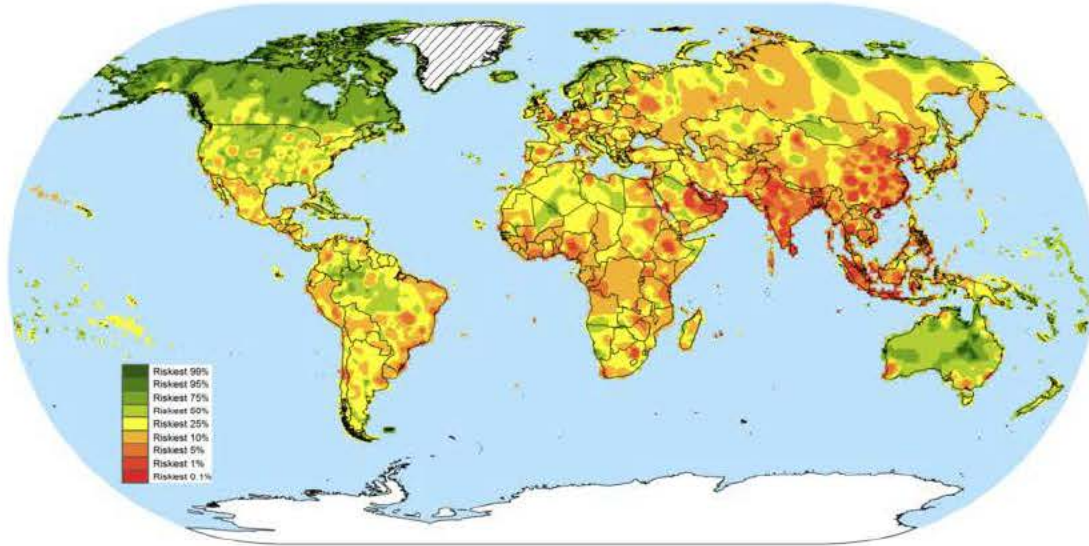 Riskest 99%
Riskest 95%
Riskest 75%
Riskest 50%
Riskest 25%
Riskest 10%
Riskest 5%
Riskest 1%
Riskest 0.1%